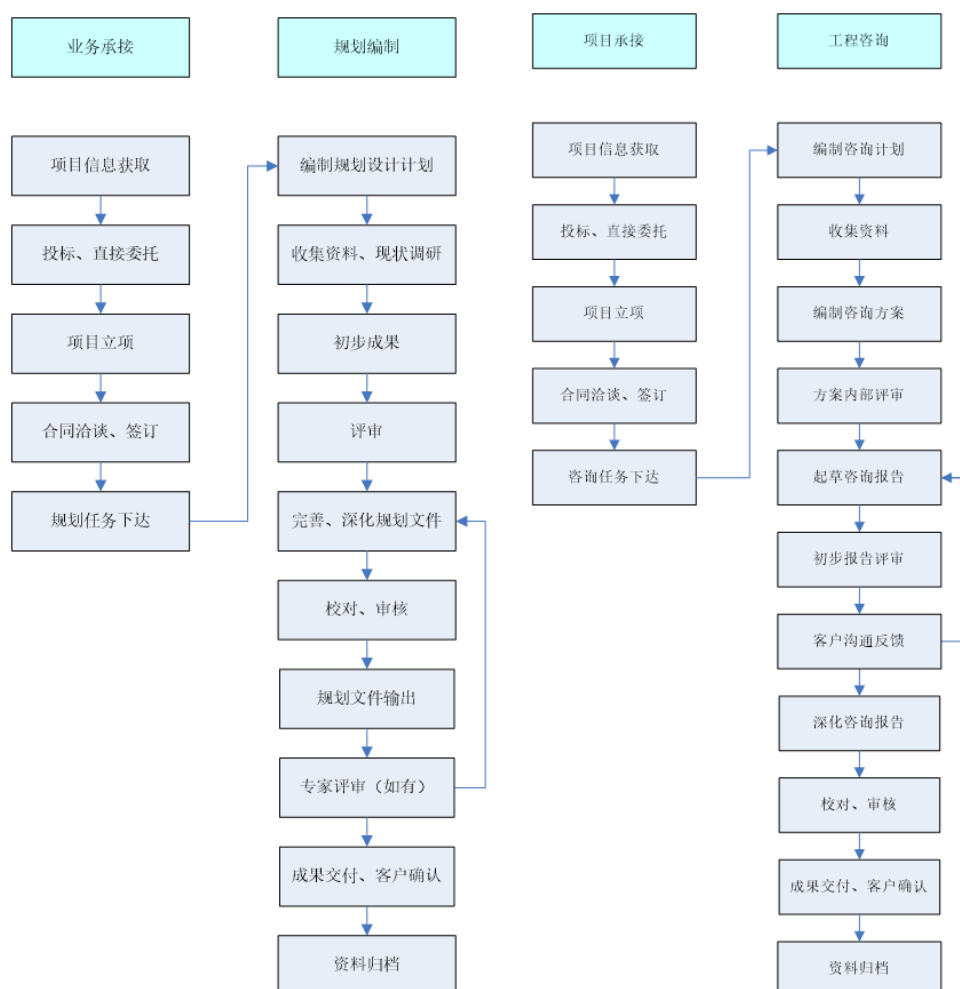 业务承接
项目信息获取
投标、直接委托
项目立项
合同洽谈、签订
规划任务下达
规划编制
编制规划设计计划
收集资料、现状调研
初步成果
评审
完善、深化规划文件
校对、审核
规划文件输出
专家评审（如有）
成果交付、客户确认
资料归档
项目承接
项目信息获取
投标、直接委托
项目立项
合同洽谈、签订
咨询任务下达
工程咨询
编制咨询计划
收集资料
编制咨询方案
方案内部评审
起草咨询报告
初步报告评审
客户沟通反馈
深化咨询报告
校对、审核
成果交付、客户确认
资料归档